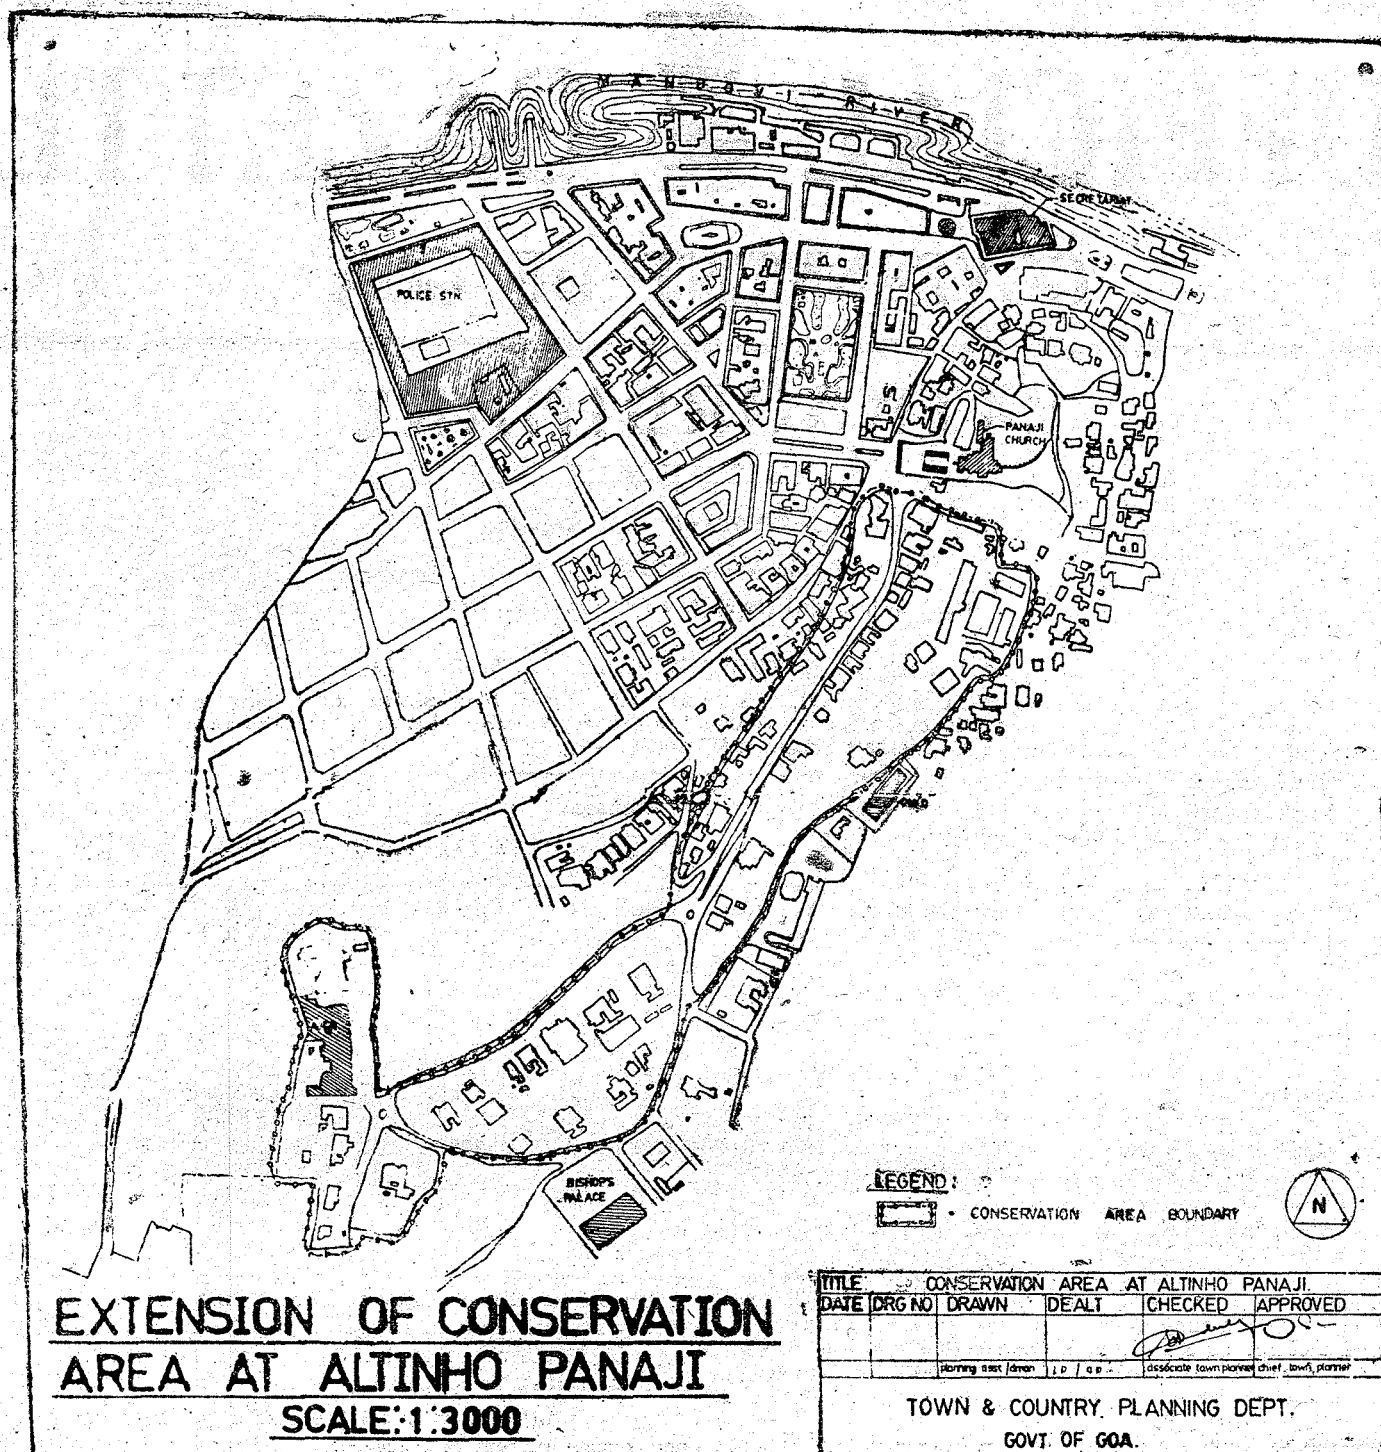 MANDOVI RIVER
SECRETARIAT
POLICE STN.
PANAJI
CHURCH
BISHOP'S
PALACE
LEGEND:
CONSERVATION AREA BOUNDARY
N
EXTENSION OF CONSERVATION
AREA AT ALTINHO PANAJI
SCALE:1:3000
TITLE CONSERVATION AREA AT ALTINHO PANAJI.
DATE DRG NO DRAWN DEALT CHECKED APPROVED
planning asst /dman associate town planner chief town planner
TOWN & COUNTRY PLANNING DEPT.
GOVT. OF GOA.